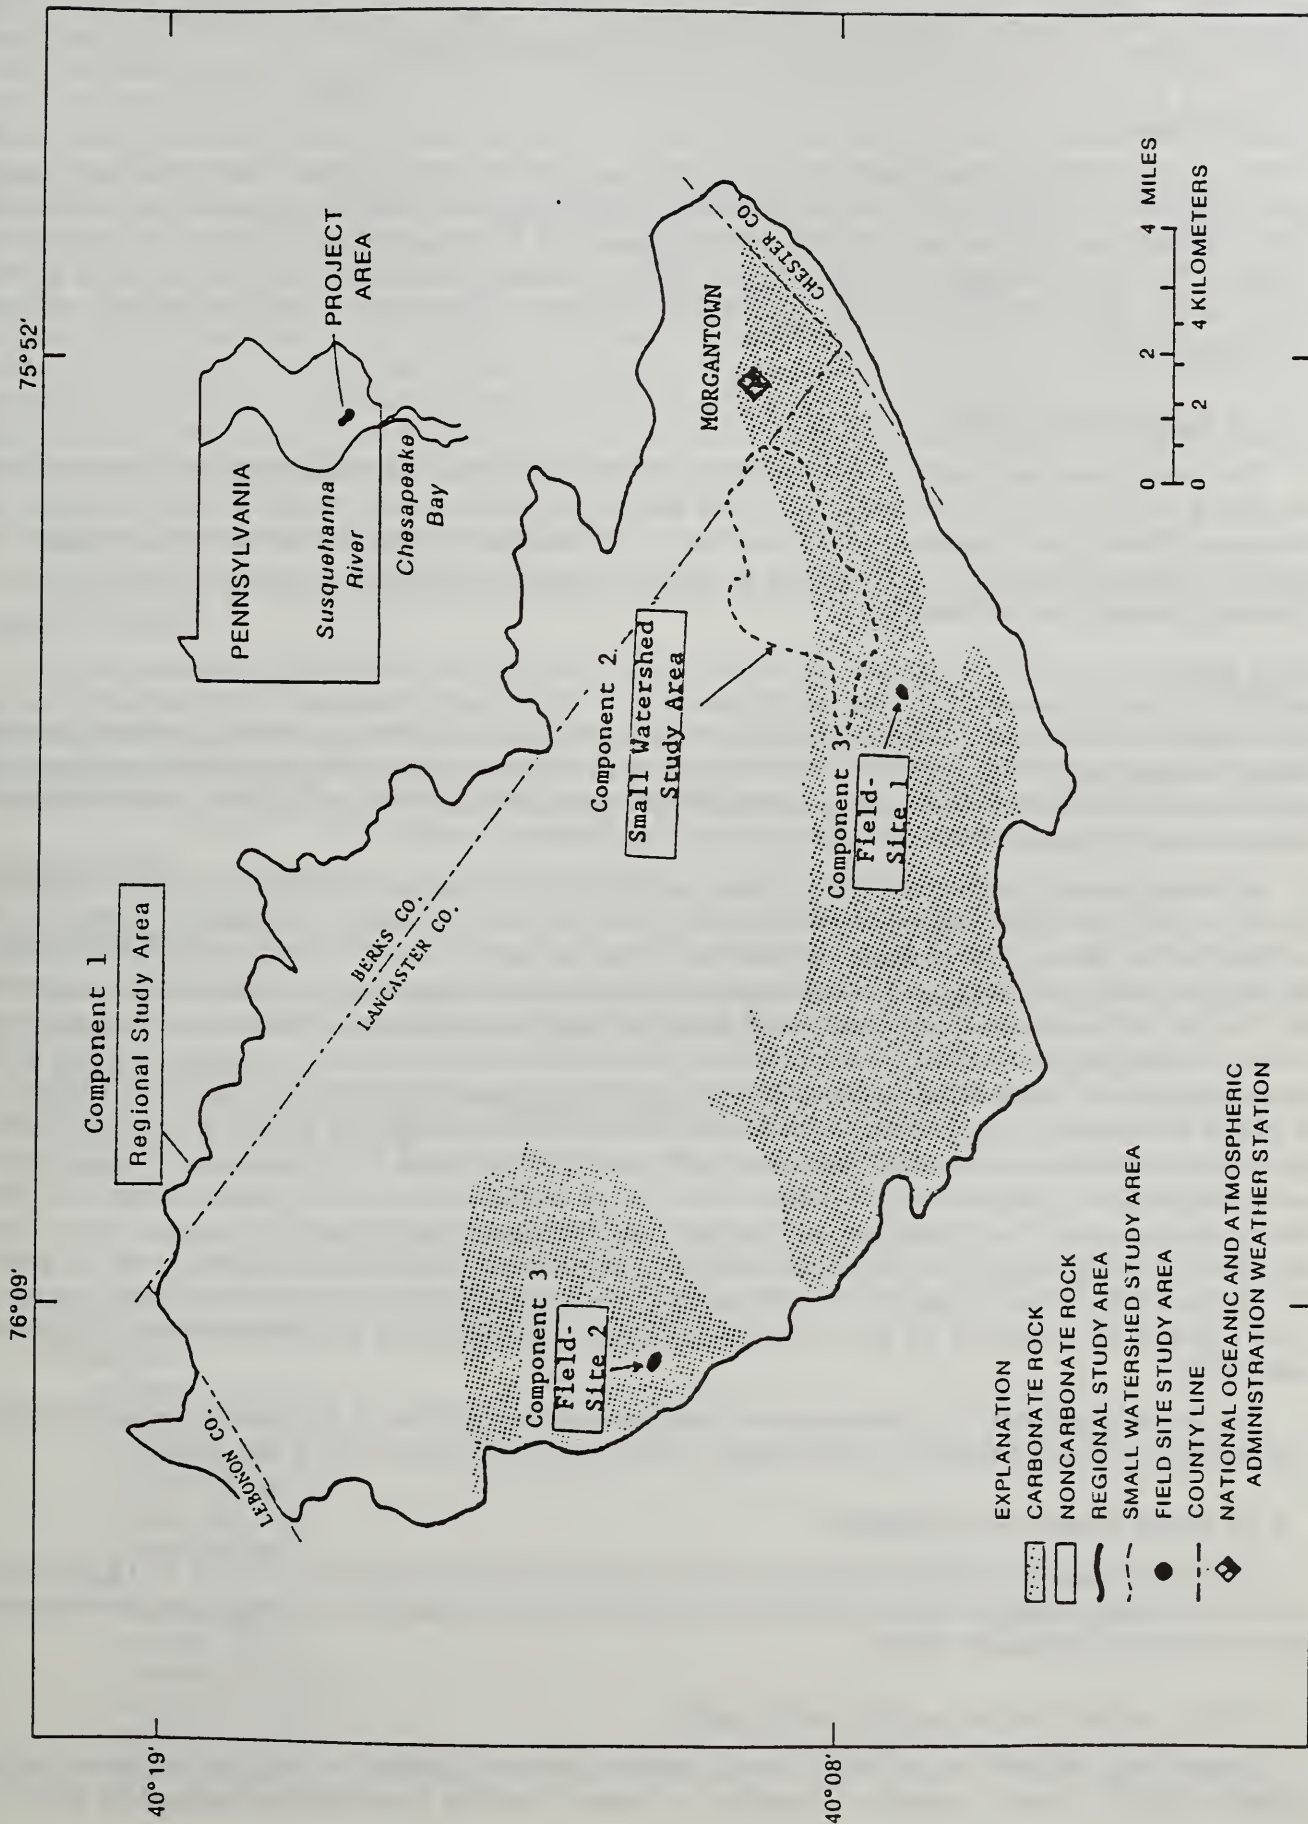 76°09'
75°52'
40°19'
40°08'
Component 1
Regional Study Area
PENNSYLVANIA
Susquehanna
River
Chesapeake
Bay
PROJECT
AREA
LEBONON CO.
BERKS CO.
LANCASTER CO.
Component 2
Small Watershed
Study Area
MORGANTOWN
CHESTER CO
Component 3
Field-
Site 2
Component 3
Field-
Site 1
EXPLANATION
CARBONATE ROCK
NONCARBONATE ROCK
REGIONAL STUDY AREA
SMALL WATERSHED STUDY AREA
FIELD SITE STUDY AREA
COUNTY LINE
NATIONAL OCEANIC AND ATMOSPHERIC
ADMINISTRATION WEATHER STATION
0 2 4 MILES
0 2 4 KILOMETERS